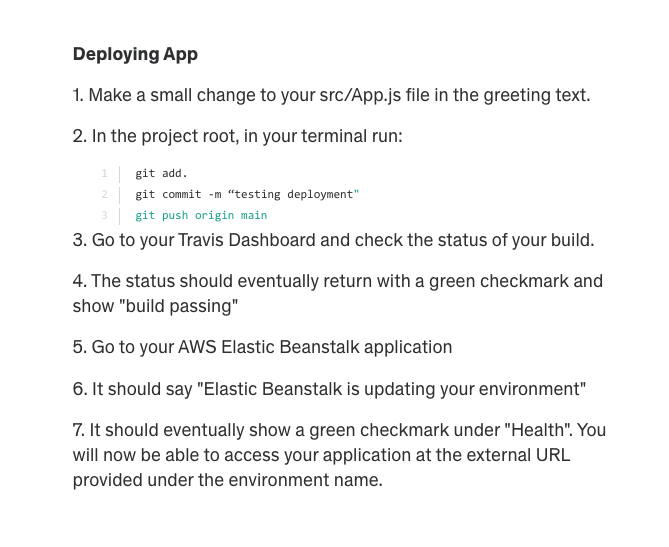 Deploying App
1. Make a small change to your src/App.js file in the greeting text.
2. In the project root, in your terminal run:
1 git add.
2 git commit -m “testing deployment"
3 git push origin main
3. Go to your Travis Dashboard and check the status of your build.
4. The status should eventually return with a green checkmark and
show "build passing"
5. Go to your AWS Elastic Beanstalk application
6. It should say "Elastic Beanstalk is updating your environment"
7. It should eventually show a green checkmark under "Health". You
will now be able to access your application at the external URL
provided under the environment name.